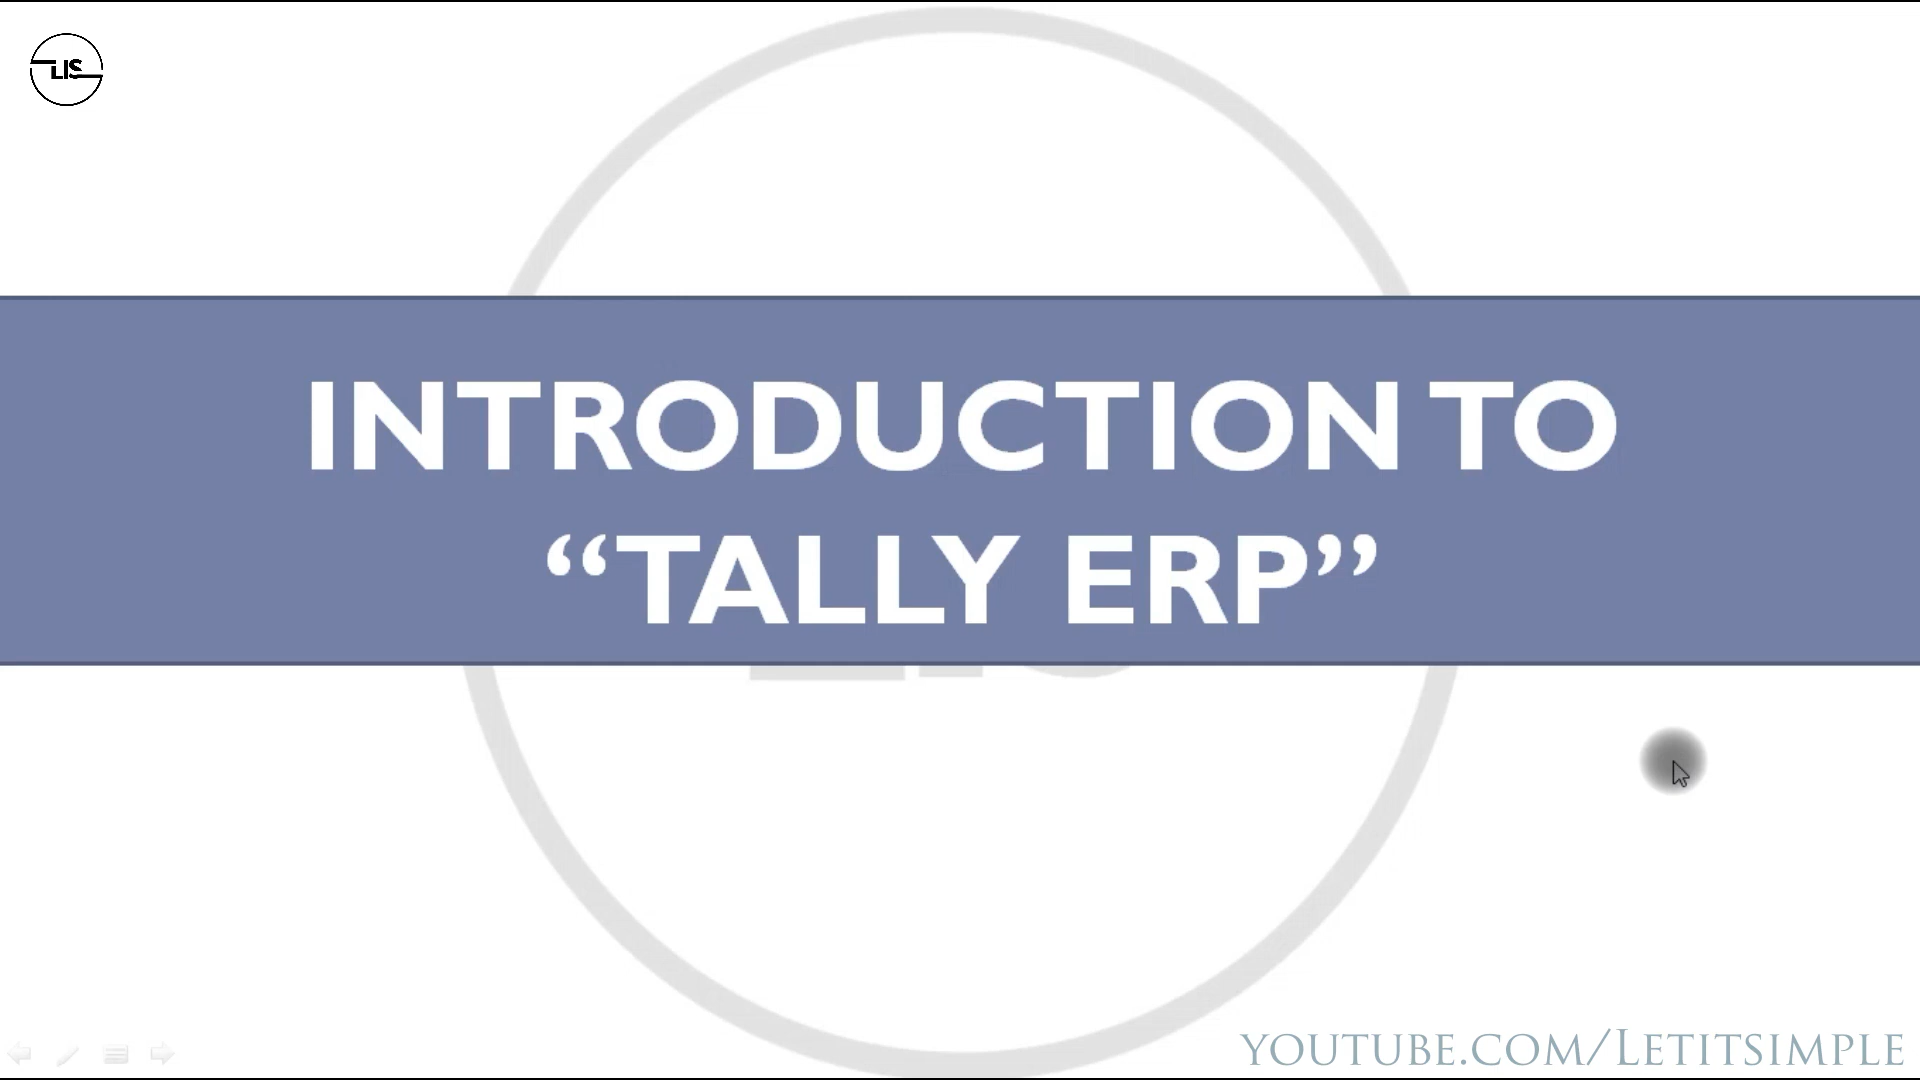 LIS
INTRODUCTION TO
“TALLY ERP”
YOUTUBE.COM/LETITSIMPLE